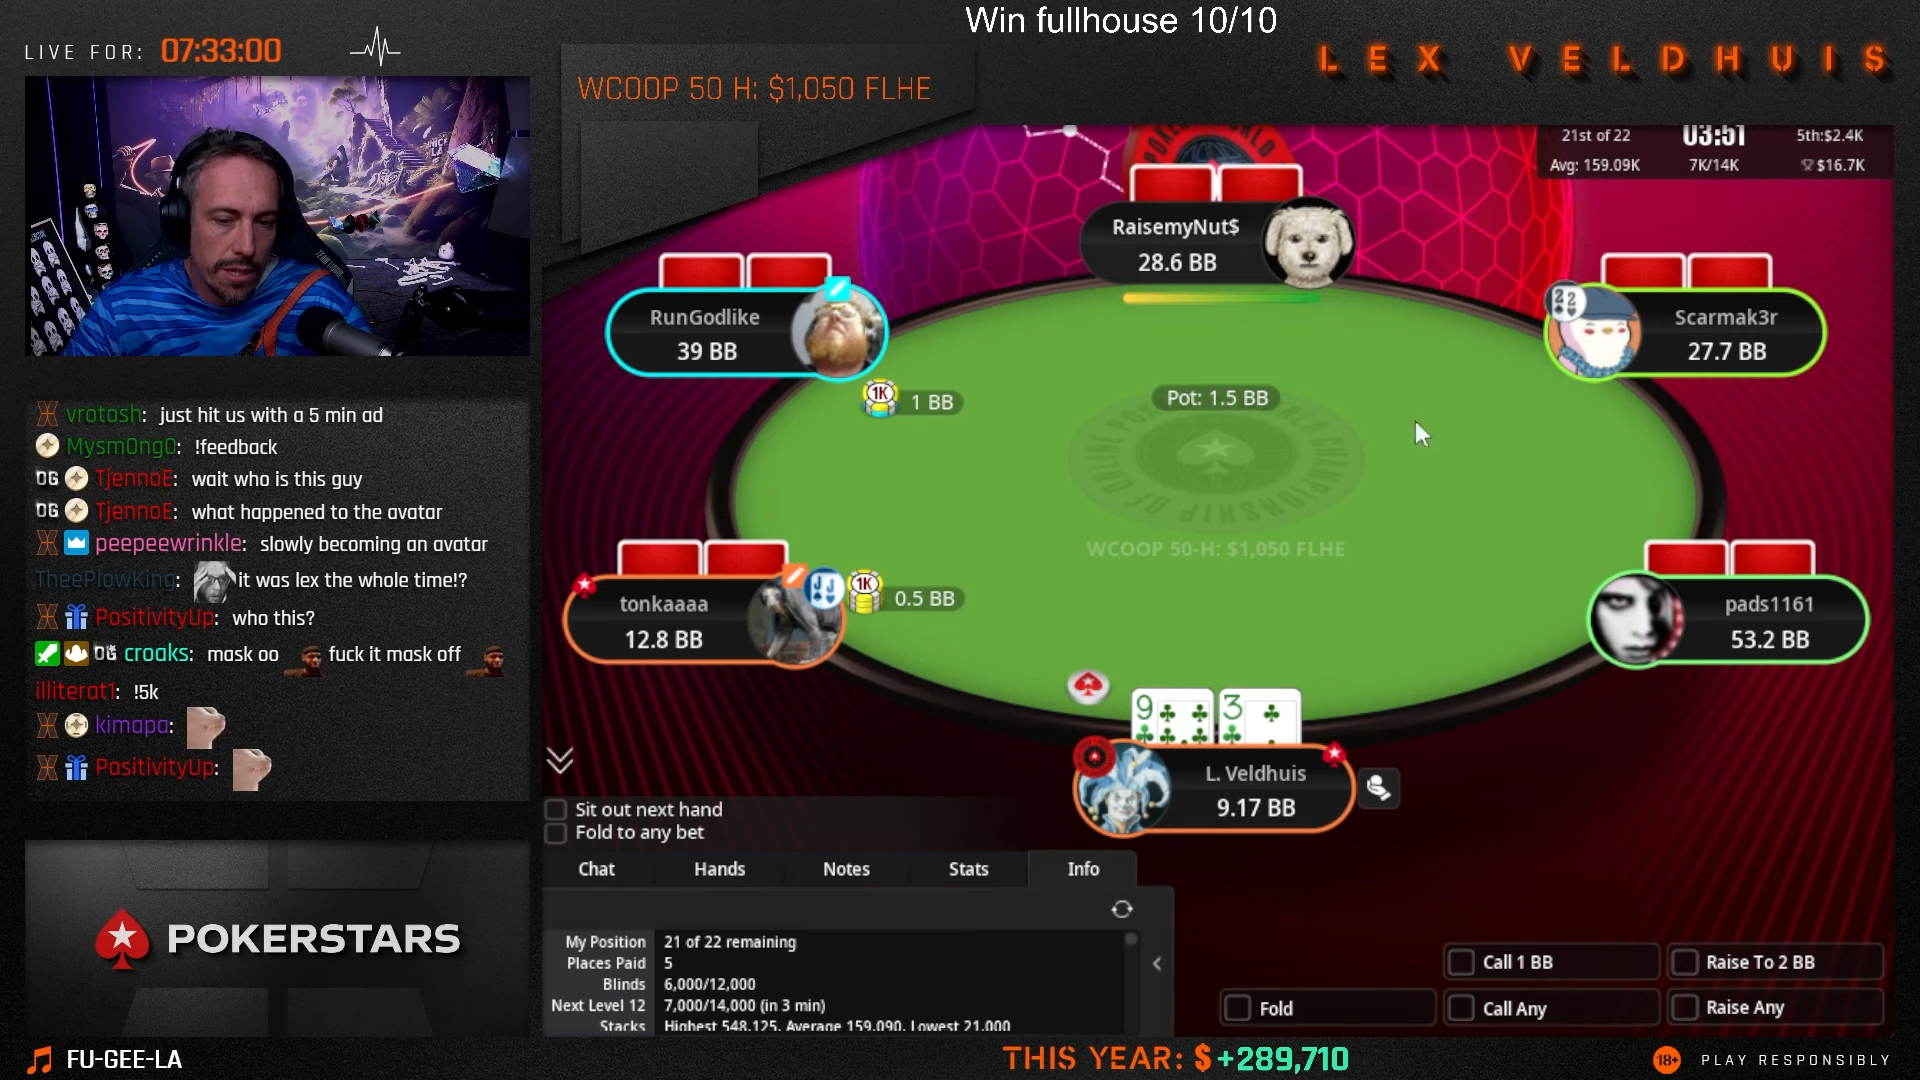 Win fullhouse 10/10
LIVE FOR: 07:33:00
WCOOP 50 H: $1,050 FLHE
LEX VELDHUIS
21st of 22 03:51 5th:$2.4K
Avg: 159.09K 7K/14K $16.7K
RaisemyNut$
28.6 BB
RunGodlike
39 BB
Scarmak3r
27.7 BB
1K 1 BB
Pot: 1.5 BB
WCOOP 50-H: $1,050 FLHE
tonkaaaa
12.8 BB
1K 0.5 BB
pads1161
53.2 BB
9 3
L. Veldhuis
9.17 BB
vrotosh: just hit us with a 5 min ad
Mysm0ng0: !feedback
TjennoE: wait who is this guy
TjennoE: what happened to the avatar
peepeewrinkle: slowly becoming an avatar
TheePlowKing: it was lex the whole time!?
PositivityUp: who this?
croaks: mask oo fuck it mask off
illiterat1: !5k
kimapa:
PositivityUp:
Sit out next hand
Fold to any bet
Chat Hands Notes Stats Info
My Position 21 of 22 remaining
Places Paid 5
Blinds 6,000/12,000
Next Level 12 7,000/14,000 (in 3 min)
Stacks Highest 548,125, Average 159,090, Lowest 21,000
Call 1 BB Raise To 2 BB
Fold Call Any Raise Any
POKERSTARS
FU-GEE-LA
THIS YEAR: $+289,710
18+ PLAY RESPONSIBLY